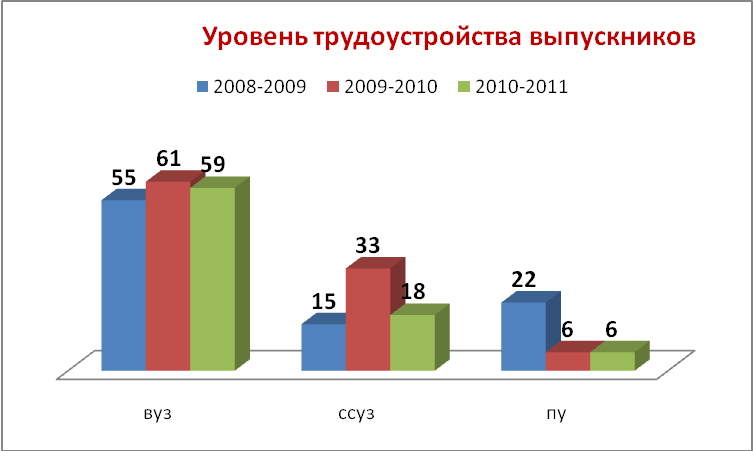 Уровень трудоустройства выпускников
2008-2009 2009-2010 2010-2011
55 61 59
15 33 18
22 6 6
вуз ссуз пу